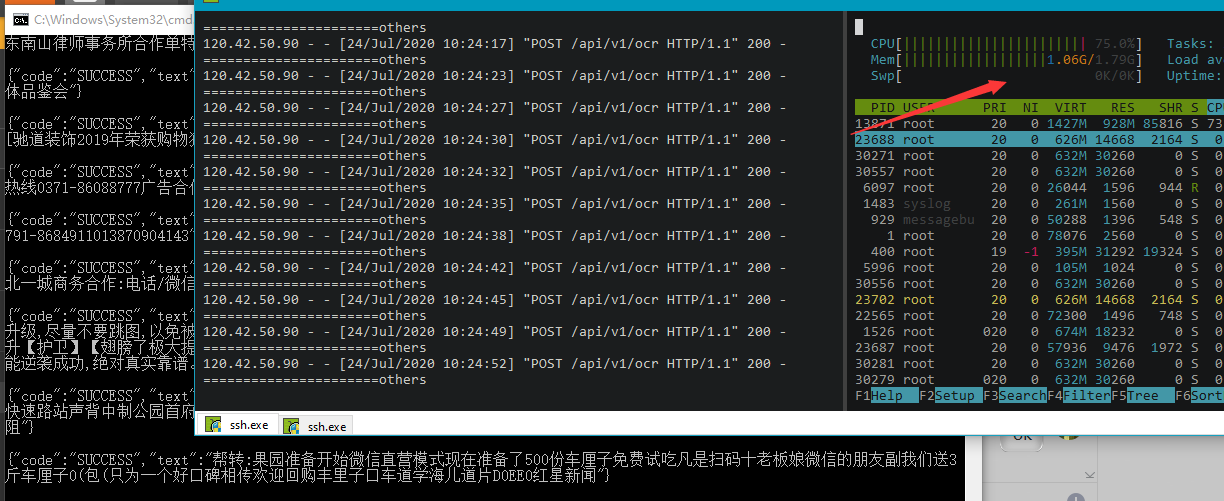 C:\Windows\System32\cmd
东南山律师事务所合作单特
{"code":"SUCCESS","text"
体品鉴会"}
{"code":"SUCCESS","text"
[驰道装饰2019年荣获购物
{"code":"SUCCESS","text"
热线0371-86088777广告合
{"code":"SUCCESS","text"
791-8684911013870904143"
{"code":"SUCCESS","text"
北一城商务合作:电话/微信
{"code":"SUCCESS","text"
升级,尽量不要跳图,以免被
升【护卫】【翅膀了极大提
能逆袭成功,绝对真实靠谱。
{"code":"SUCCESS","text"
快速路站声背中制公园首府
阻"}
{"code":"SUCCESS","text":"帮转:果园准备开始微信直营模式现在准备了500份车厘子免费试吃凡是扫码十老板娘微信的朋友副我们送3
斤车厘子0(包(只为一个好口碑相传欢迎回购车里子口车道学海儿道片DOEEO红星新闻"}
======================others
120.42.50.90 - - [24/Jul/2020 10:24:17] "POST /api/v1/ocr HTTP/1.1" 200 -
======================others
120.42.50.90 - - [24/Jul/2020 10:24:23] "POST /api/v1/ocr HTTP/1.1" 200 -
======================others
120.42.50.90 - - [24/Jul/2020 10:24:27] "POST /api/v1/ocr HTTP/1.1" 200 -
======================others
120.42.50.90 - - [24/Jul/2020 10:24:30] "POST /api/v1/ocr HTTP/1.1" 200 -
======================others
120.42.50.90 - - [24/Jul/2020 10:24:32] "POST /api/v1/ocr HTTP/1.1" 200 -
======================others
120.42.50.90 - - [24/Jul/2020 10:24:35] "POST /api/v1/ocr HTTP/1.1" 200 -
======================others
120.42.50.90 - - [24/Jul/2020 10:24:38] "POST /api/v1/ocr HTTP/1.1" 200 -
======================others
120.42.50.90 - - [24/Jul/2020 10:24:42] "POST /api/v1/ocr HTTP/1.1" 200 -
======================others
120.42.50.90 - - [24/Jul/2020 10:24:45] "POST /api/v1/ocr HTTP/1.1" 200 -
======================others
120.42.50.90 - - [24/Jul/2020 10:24:49] "POST /api/v1/ocr HTTP/1.1" 200 -
======================others
120.42.50.90 - - [24/Jul/2020 10:24:52] "POST /api/v1/ocr HTTP/1.1" 200 -
======================others
CPU[||||||||||||||||||||||| 75.0%] Tasks:
Mem[||||||||||||||||||1.06G/1.79G] Load av
Swp[ 0K/0K] Uptime:
PID USER PRI NI VIRT RES SHR S CP
13871 root 20 0 1427M 928M 85816 S 73
23688 root 20 0 626M 14668 2164 S 0
30271 root 20 0 632M 30260 0 S 0
30557 root 20 0 632M 30260 0 S 0
6097 root 20 0 26044 1596 944 R 0
1483 syslog 20 0 261M 1560 0 S 0
929 messagebu 20 0 50288 1396 548 S 0
1 root 20 0 78076 2560 0 S 0
400 root 19 -1 395M 31292 19324 S 0
5996 root 20 0 105M 1024 0 S 0
30556 root 20 0 632M 30260 0 S 0
23702 root 20 0 626M 14668 2164 S 0
22565 root 20 0 72300 1496 748 S 0
1526 root 020 0 674M 18232 0 S 0
23687 root 20 0 57936 9476 1972 S 0
30281 root 20 0 632M 30260 0 S 0
30279 root 020 0 632M 30260 0 S 0
F1Help F2Setup F3SearchF4FilterF5Tree F6Sort
ssh.exe ssh.exe
OK